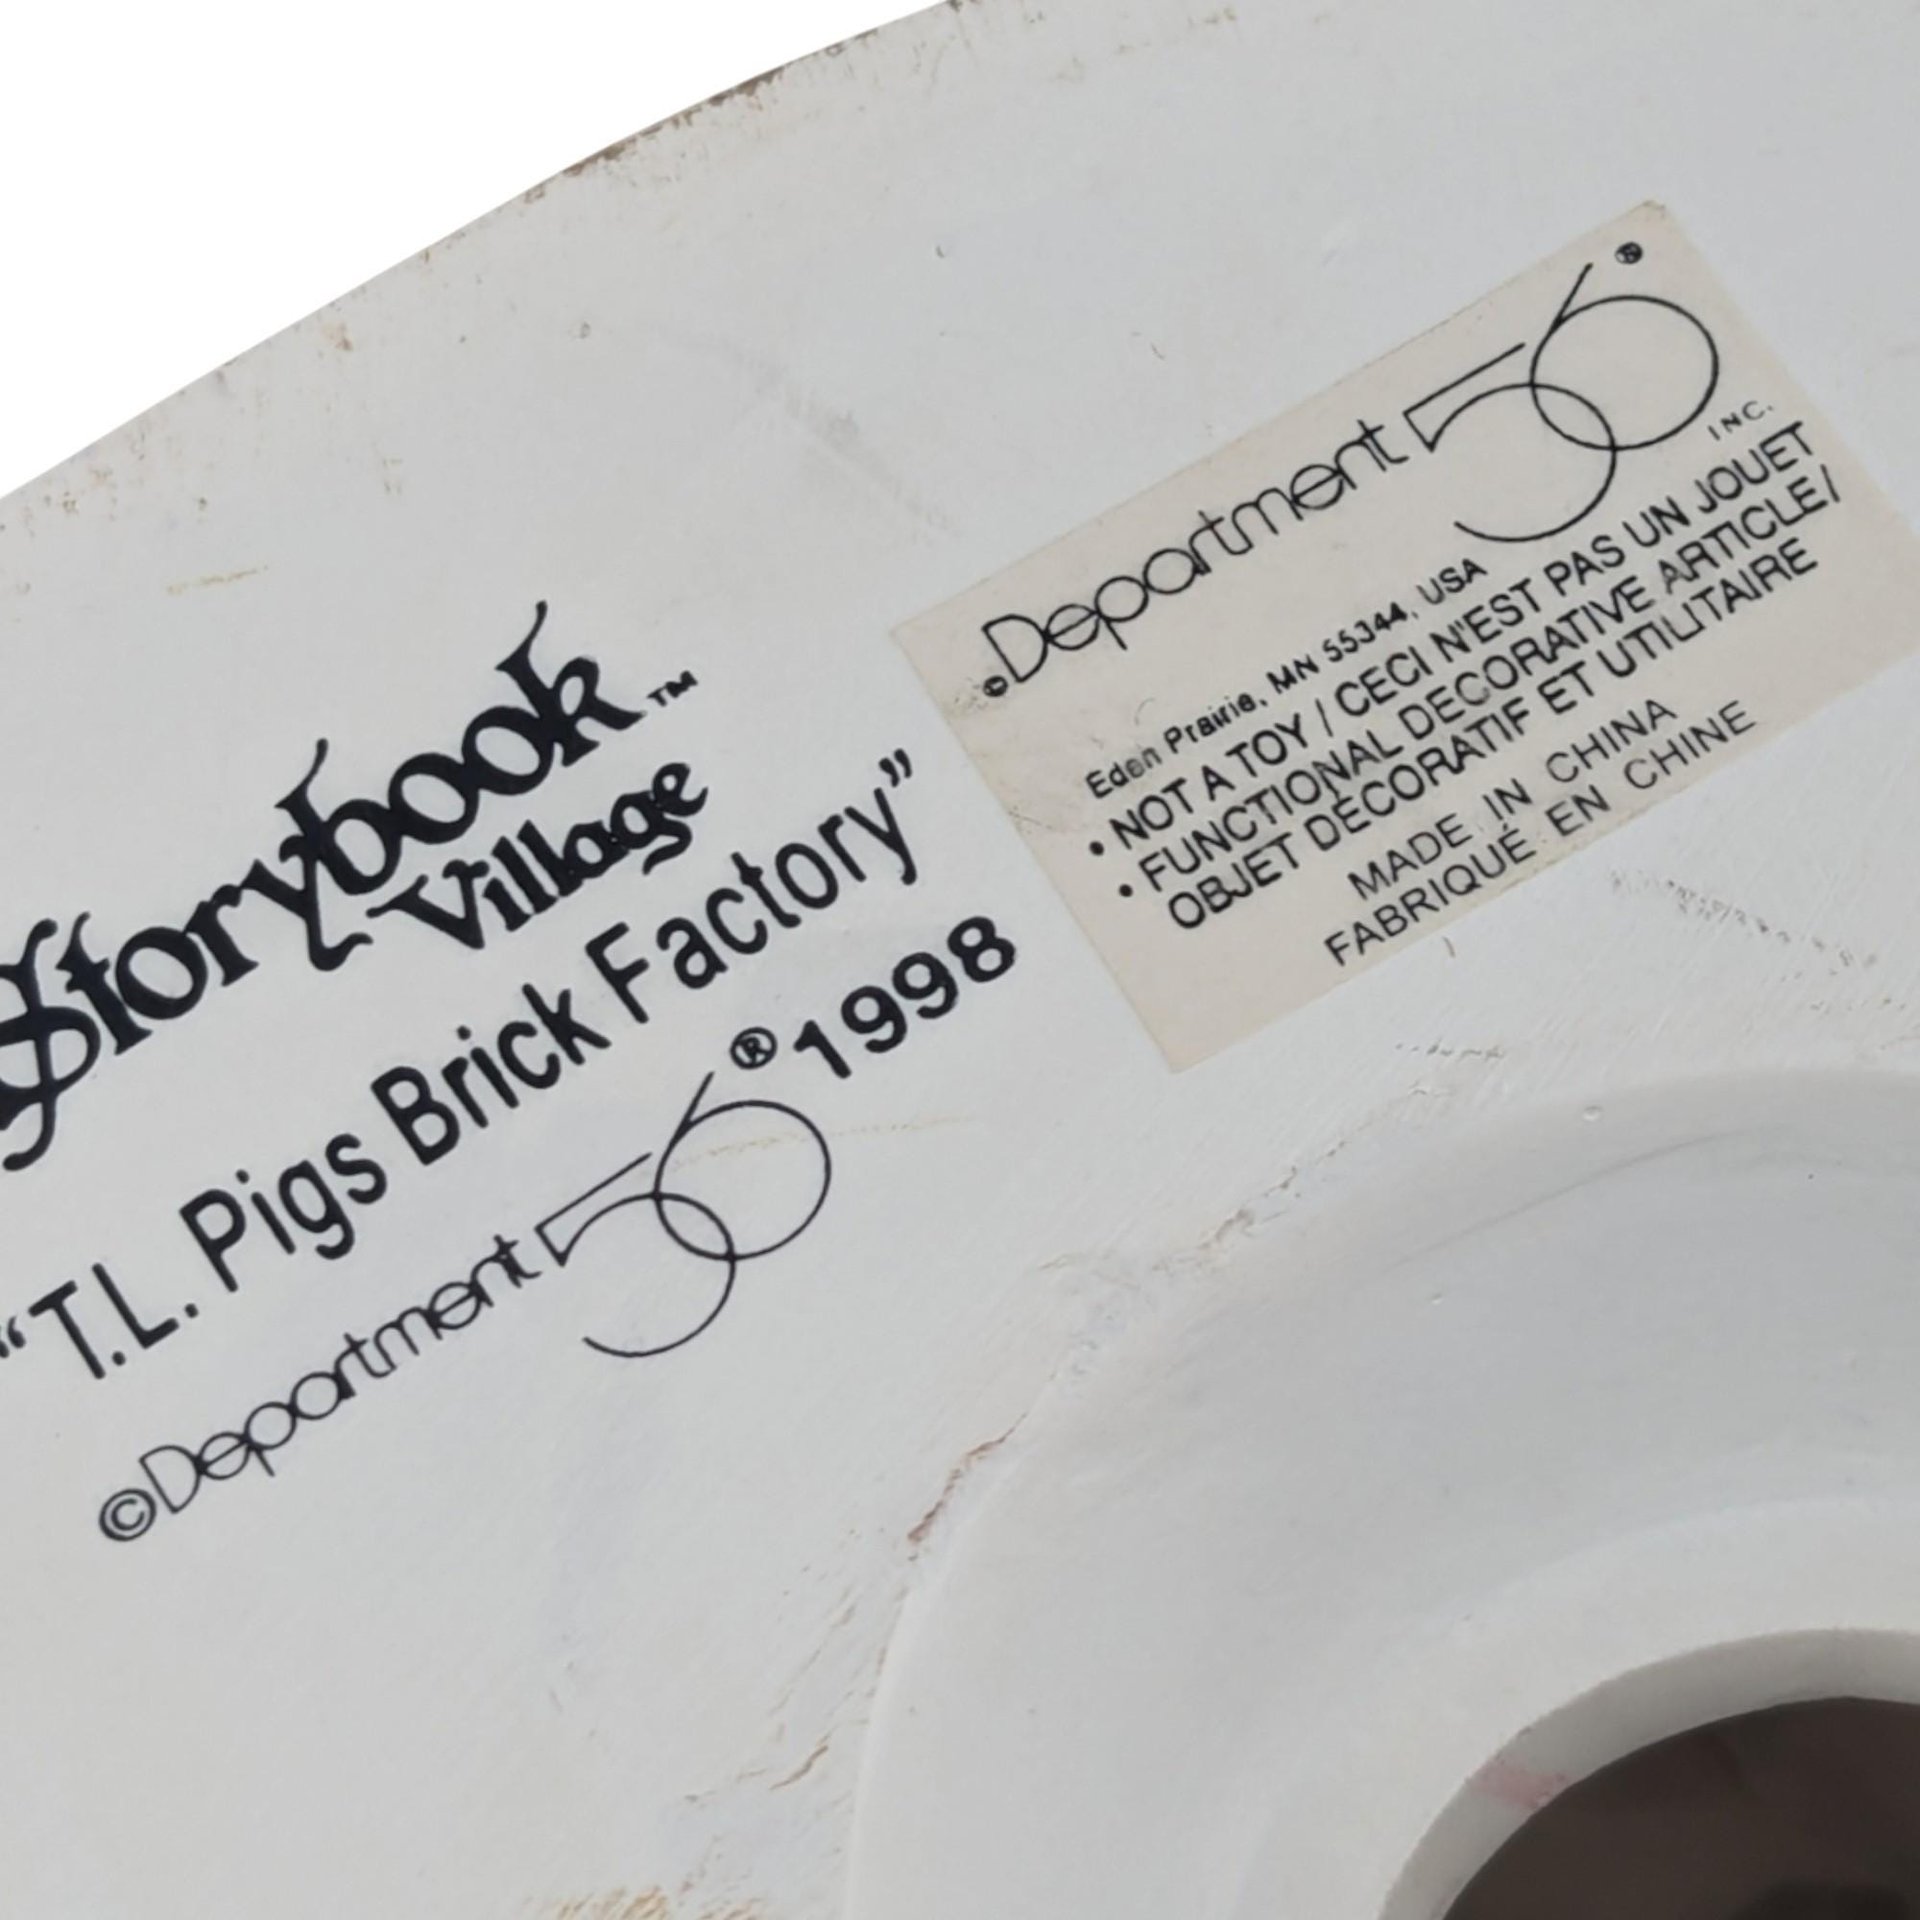 Storybook™
Village
“T.L. Pigs Brick Factory”
©Department 56® 1998
©Department 56®
INC.
Eden Prairie, MN 55344, USA
• NOT A TOY / CECI N'EST PAS UN JOUET
• FUNCTIONAL DECORATIVE ARTICLE/
OBJET DÉCORATIF ET UTILITAIRE
MADE IN CHINA
FABRIQUÉ EN CHINE